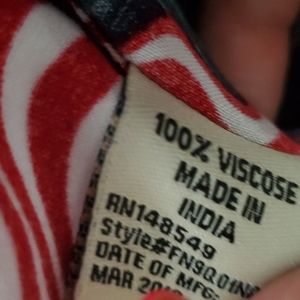 100% VISCOSE
MADE IN
INDIA
RN148549
DATE OF MFG:
MAR